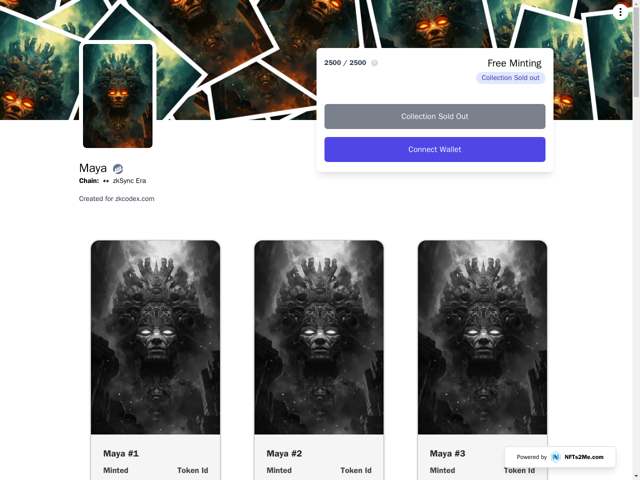 2500 / 2500
Free Minting
Collection Sold out
Collection Sold Out
Connect Wallet
Maya
Chain: zkSync Era
Created for zkcodex.com
Maya #1
Minted Token Id
Maya #2
Minted Token Id
Maya #3
Minted Token Id
Powered by NFTs2Me.com